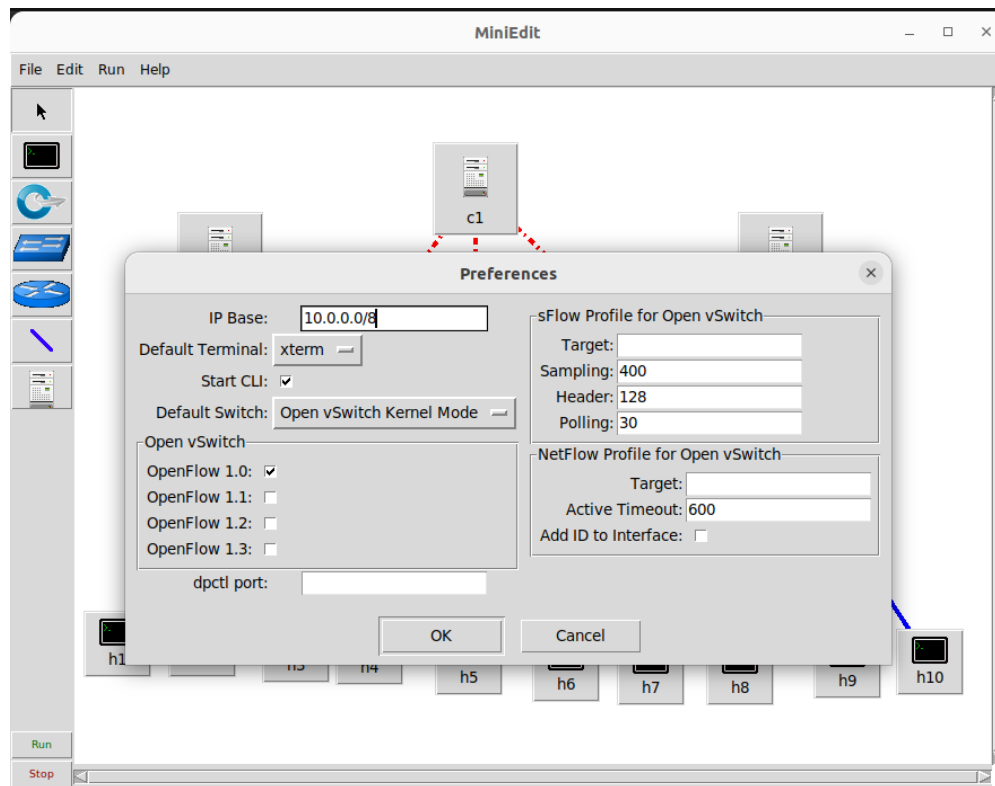 MiniEdit
File Edit Run Help
c1
Preferences
IP Base: 10.0.0.0/8
Default Terminal: xterm
Start CLI:
Default Switch: Open vSwitch Kernel Mode
Open vSwitch
OpenFlow 1.0:
OpenFlow 1.1:
OpenFlow 1.2:
OpenFlow 1.3:
dpctl port:
sFlow Profile for Open vSwitch
Target:
Sampling: 400
Header: 128
Polling: 30
NetFlow Profile for Open vSwitch
Target:
Active Timeout: 600
Add ID to Interface:
OK Cancel
h1
h3
h4
h5
h6
h7
h8
h9
h10
Run
Stop